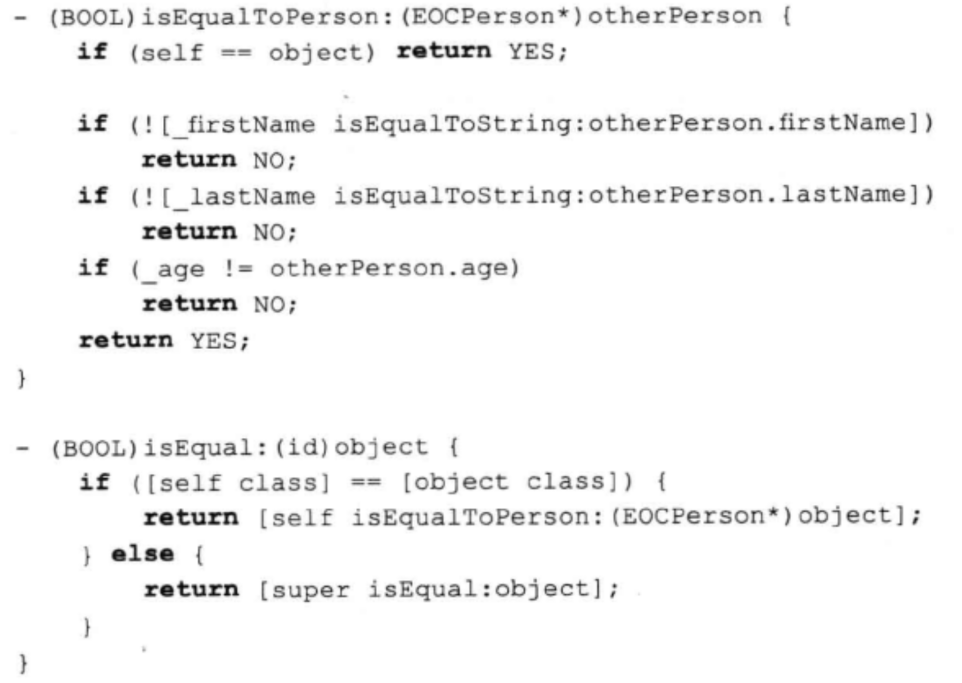 - (BOOL)isEqualToPerson:(EOCPerson*)otherPerson {
    if (self == object) return YES;

    if (![_firstName isEqualToString:otherPerson.firstName])
        return NO;
    if (![_lastName isEqualToString:otherPerson.lastName])
        return NO;
    if (_age != otherPerson.age)
        return NO;
    return YES;
}

- (BOOL)isEqual:(id)object {
    if ([self class] == [object class]) {
        return [self isEqualToPerson:(EOCPerson*)object];
    } else {
        return [super isEqual:object];
    }
}